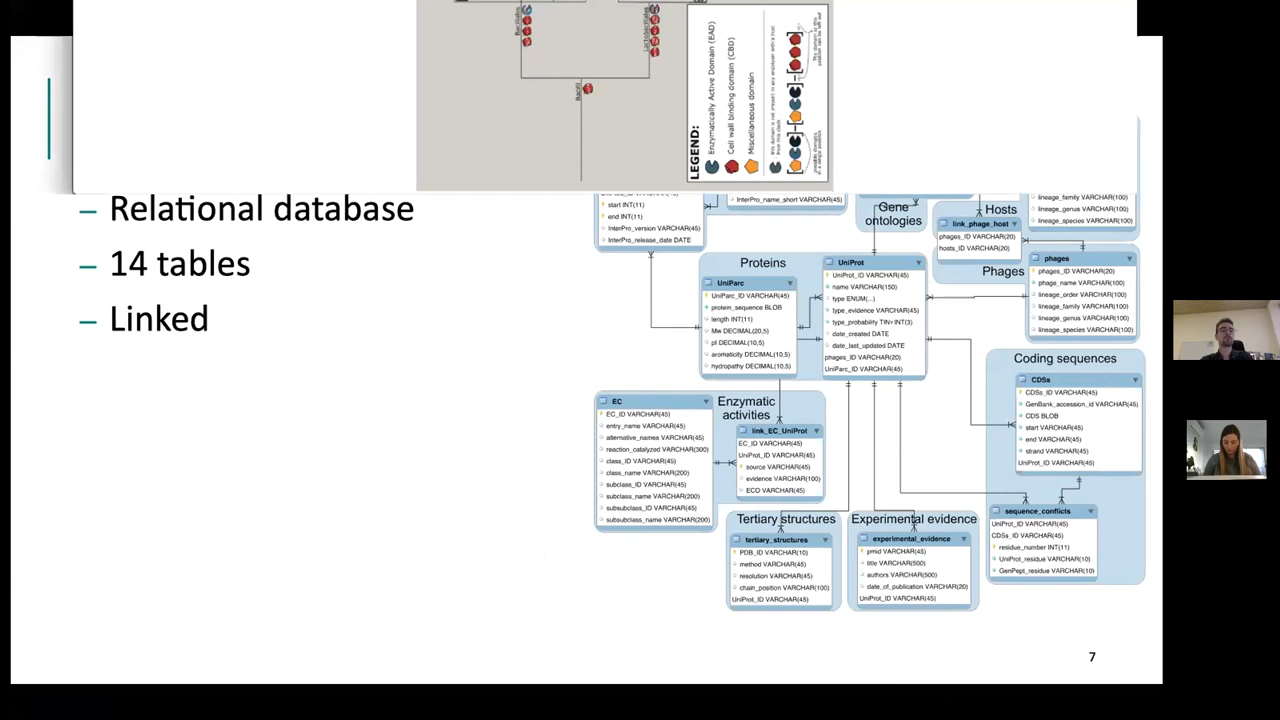 Bacillales
Lactobacillales
Bacilli
LEGEND:
Enzymatically Active Domain (EAD)
Cell wall binding domain (CBD)
Miscellaneous domain
– Relational database
– 14 tables
– Linked
start INT(11)
end INT(11)
InterPro_version VARCHAR(45)
InterPro_release_date DATE
InterPro_name_short VARCHAR(45)
Gene
ontologies
Hosts
link_phage_host
phages_ID VARCHAR(20)
hosts_ID VARCHAR(20)
lineage_family VARCHAR(100)
lineage_genus VARCHAR(100)
lineage_species VARCHAR(100)
Phages
phages
phages_ID VARCHAR(20)
phage_name VARCHAR(100)
lineage_order VARCHAR(100)
lineage_family VARCHAR(100)
lineage_genus VARCHAR(100)
lineage_species VARCHAR(100)
Proteins
UniParc
UniParc_ID VARCHAR(45)
protein_sequence BLOB
length INT(11)
Mw DECIMAL(20,5)
pI DECIMAL(10,5)
aromaticity DECIMAL(10,5)
hydropathy DECIMAL(10,5)
UniProt
UniProt_ID VARCHAR(45)
name VARCHAR(150)
type ENUM(...)
type_evidence VARCHAR(45)
type_probability TINYINT(3)
date_created DATE
date_last_updated DATE
phages_ID VARCHAR(20)
UniParc_ID VARCHAR(45)
Coding sequences
CDSs
CDSs_ID VARCHAR(45)
GenBank_accession_id VARCHAR(45)
CDS BLOB
start VARCHAR(45)
end VARCHAR(45)
strand VARCHAR(45)
UniProt_ID VARCHAR(45)
EC
EC_ID VARCHAR(45)
entry_name VARCHAR(45)
alternative_names VARCHAR(45)
reaction_catalyzed VARCHAR(300)
class_ID VARCHAR(45)
class_name VARCHAR(200)
subclass_ID VARCHAR(45)
subclass_name VARCHAR(200)
subsubclass_ID VARCHAR(45)
subsubclass_name VARCHAR(200)
Enzymatic
activities
link_EC_UniProt
EC_ID VARCHAR(45)
UniProt_ID VARCHAR(45)
source VARCHAR(45)
evidence VARCHAR(100)
ECO VARCHAR(45)
Tertiary structures
tertiary_structures
PDB_ID VARCHAR(10)
method VARCHAR(45)
resolution VARCHAR(45)
chain_position VARCHAR(100)
UniProt_ID VARCHAR(45)
Experimental evidence
experimental_evidence
pmid VARCHAR(45)
title VARCHAR(500)
authors VARCHAR(500)
date_of_publication VARCHAR(20)
UniProt_ID VARCHAR(45)
sequence_conflicts
UniProt_ID VARCHAR(45)
CDSs_ID VARCHAR(45)
residue_number INT(11)
UniProt_residue VARCHAR(10)
GenPept_residue VARCHAR(10)
7